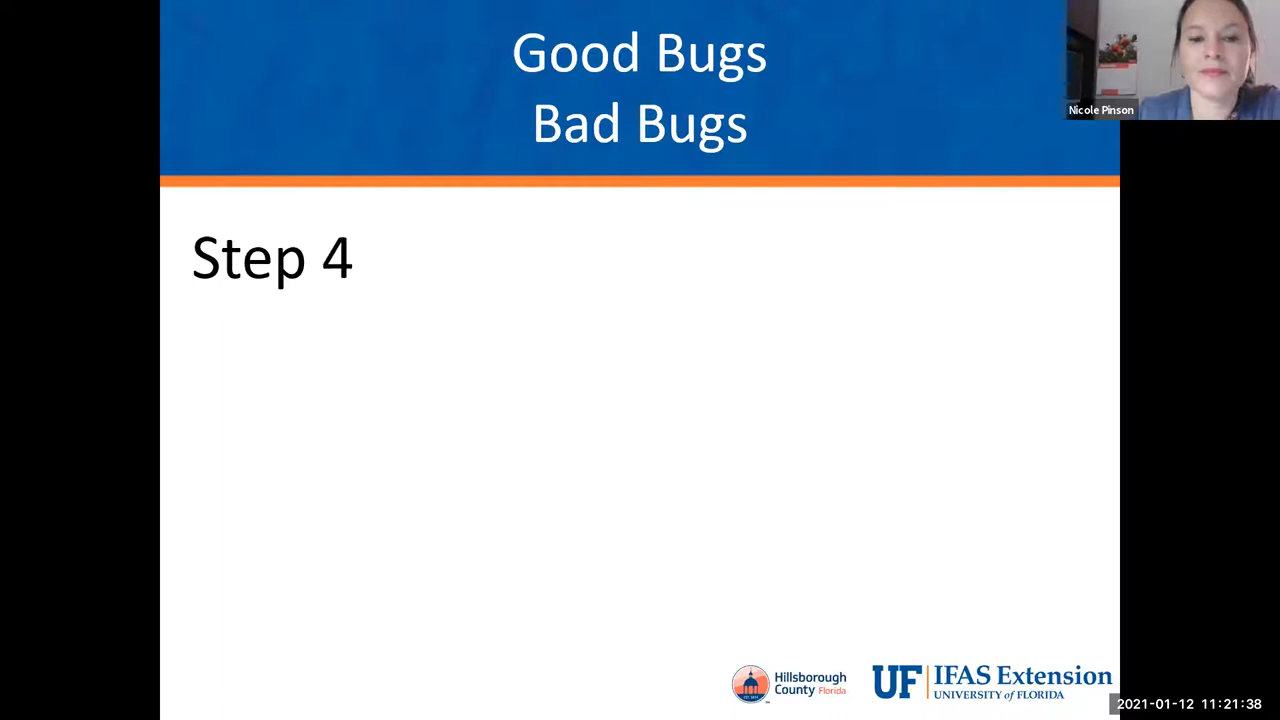 Good Bugs
Bad Bugs
Nicole Pinson
Step 4
Hillsborough
County Florida
UF IFAS Extension
UNIVERSITY of FLORIDA
2021-01-12 11:21:38